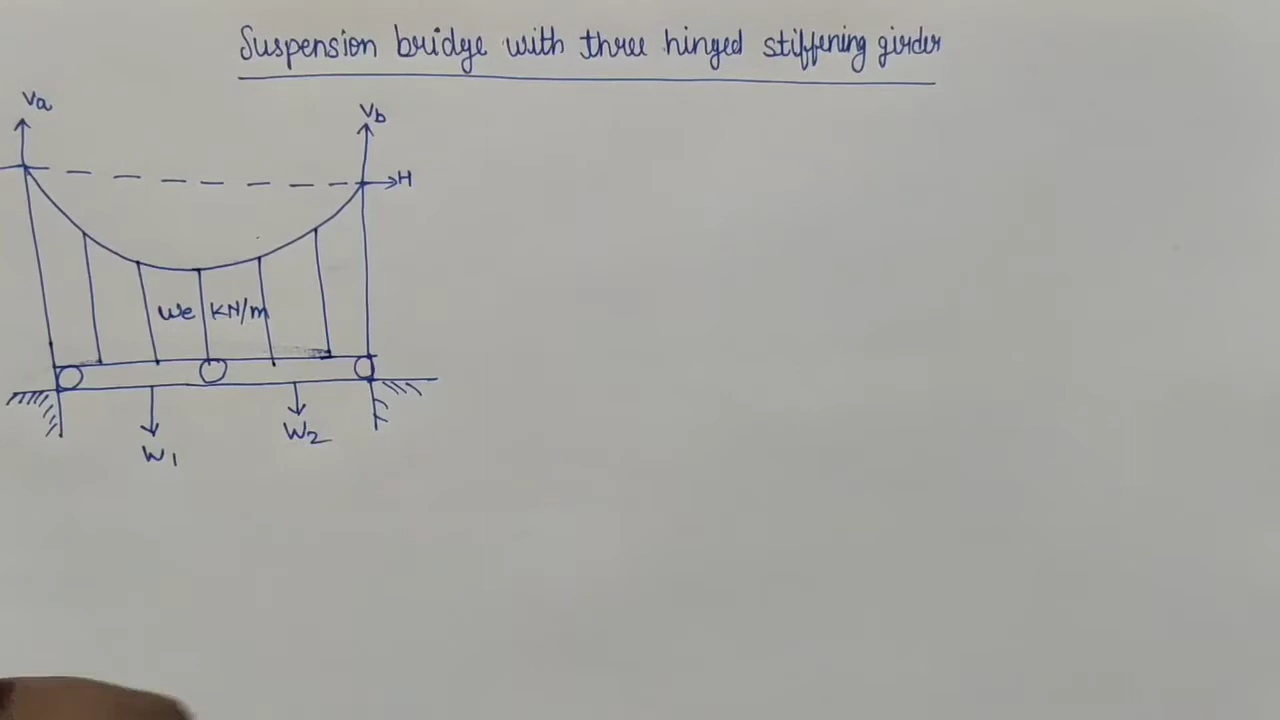 Suspension bridge with three hinged stiffening girder
Va
Vb
H
We KN/m
W1
W2